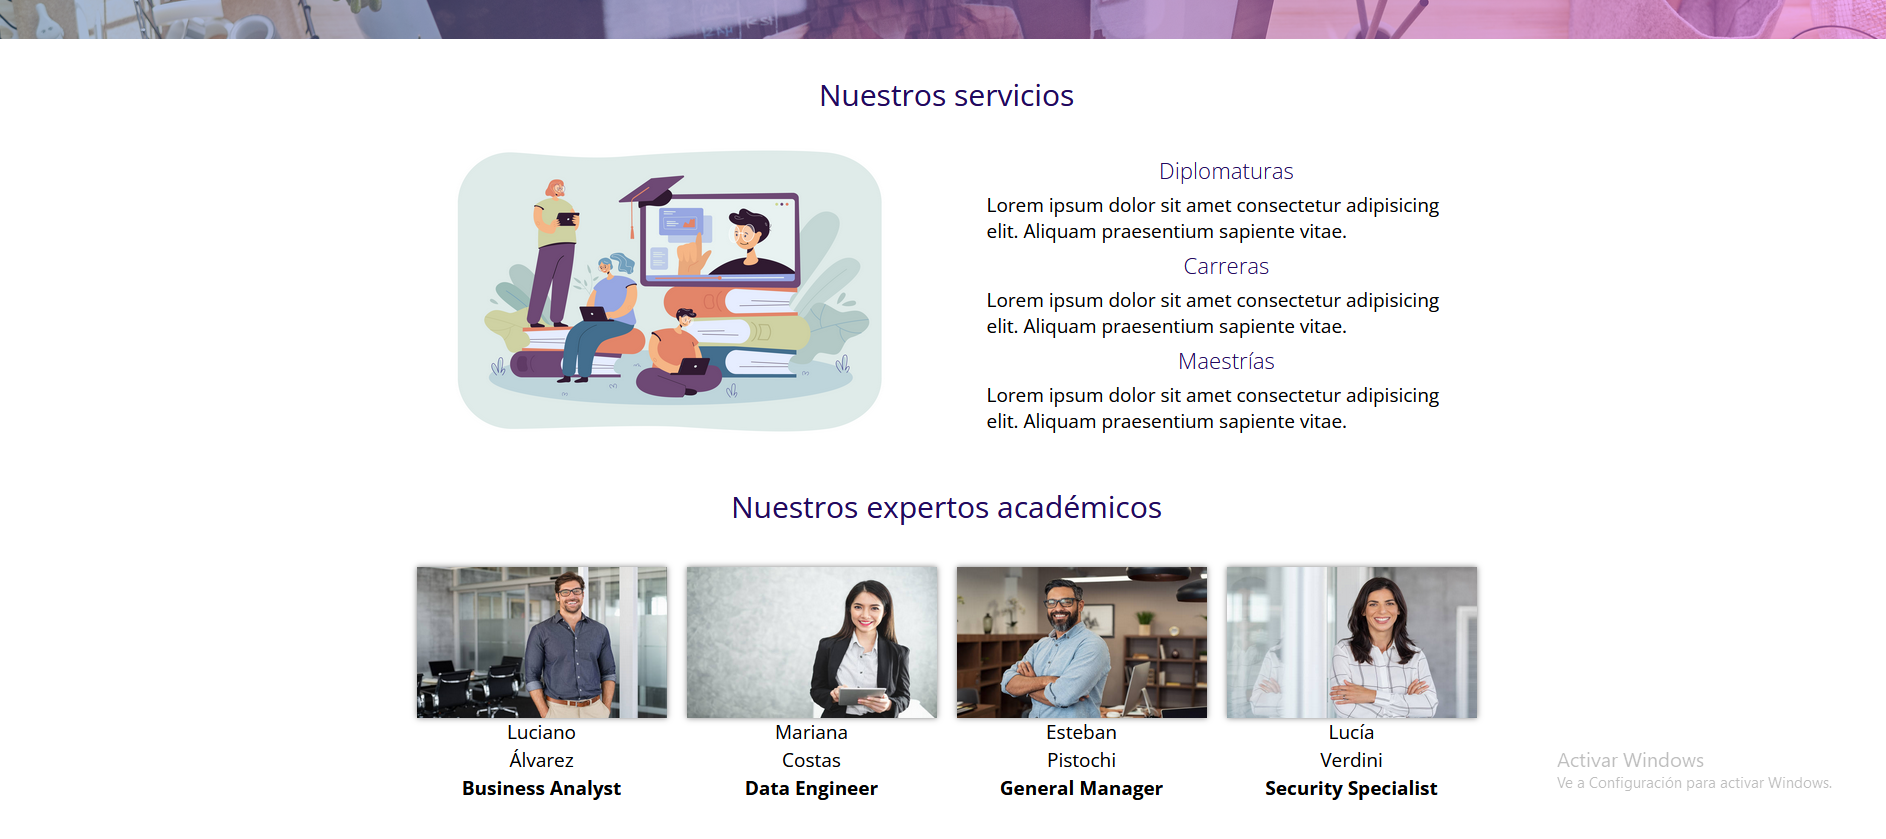 Nuestros servicios
Diplomaturas
Lorem ipsum dolor sit amet consectetur adipisicing
elit. Aliquam praesentium sapiente vitae.
Carreras
Lorem ipsum dolor sit amet consectetur adipisicing
elit. Aliquam praesentium sapiente vitae.
Maestrías
Lorem ipsum dolor sit amet consectetur adipisicing
elit. Aliquam praesentium sapiente vitae.
Nuestros expertos académicos
Luciano
Álvarez
Business Analyst
Mariana
Costas
Data Engineer
Esteban
Pistochi
General Manager
Lucía
Verdini
Security Specialist
Activar Windows
Ve a Configuración para activar Windows.